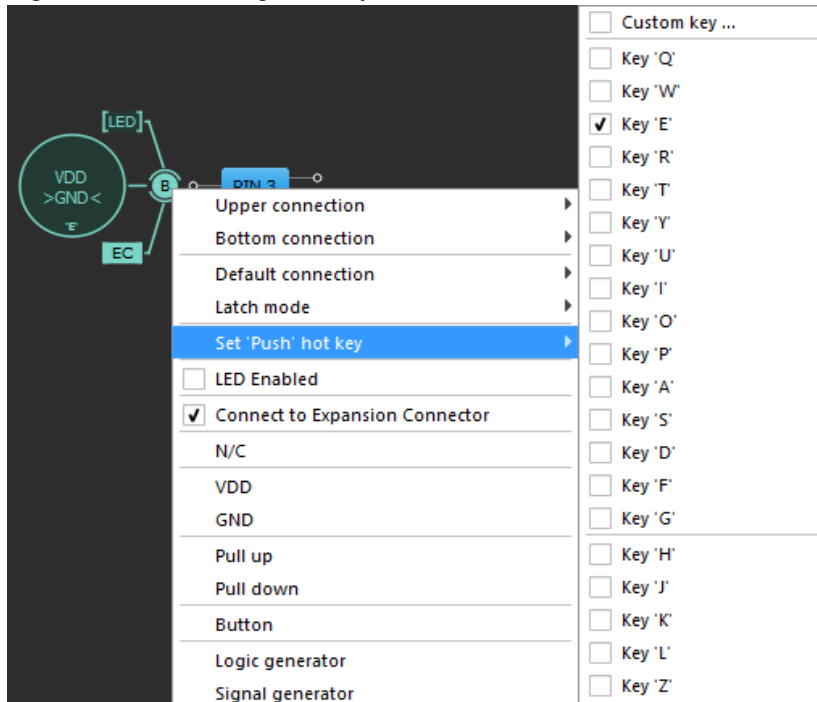 [LED]
VDD
>GND<
'E'
B
PIN 3
EC
Upper connection
Bottom connection
Default connection
Latch mode
Set 'Push' hot key
LED Enabled
Connect to Expansion Connector
N/C
VDD
GND
Pull up
Pull down
Button
Logic generator
Signal generator
Custom key ...
Key 'Q'
Key 'W'
Key 'E'
Key 'R'
Key 'T'
Key 'Y'
Key 'U'
Key 'I'
Key 'O'
Key 'P'
Key 'A'
Key 'S'
Key 'D'
Key 'F'
Key 'G'
Key 'H'
Key 'J'
Key 'K'
Key 'L'
Key 'Z'